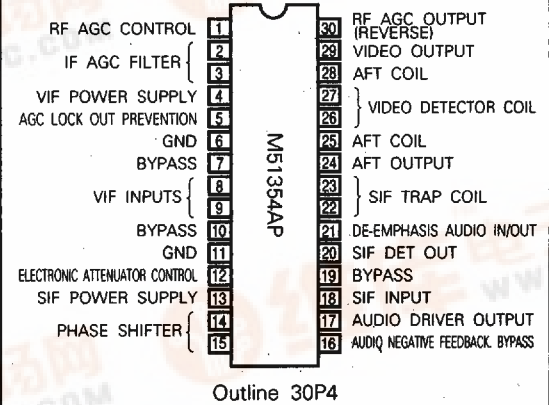 RF AGC CONTROL 1
IF AGC FILTER 2
3
VIF POWER SUPPLY 4
AGC LOCK OUT PREVENTION 5
GND 6
BYPASS 7
VIF INPUTS 8
9
BYPASS 10
GND 11
ELECTRONIC ATTENUATOR CONTROL 12
SIF POWER SUPPLY 13
PHASE SHIFTER 14
15
M51354AP
30 RF AGC OUTPUT
(REVERSE)
29 VIDEO OUTPUT
28 AFT COIL
27 VIDEO DETECTOR COIL
26
25 AFT COIL
24 AFT OUTPUT
23 SIF TRAP COIL
22
21 DE-EMPHASIS AUDIO IN/OUT
20 SIF DET OUT
19 BYPASS
18 SIF INPUT
17 AUDIO DRIVER OUTPUT
16 AUDIO NEGATIVE FEEDBACK. BYPASS
Outline 30P4